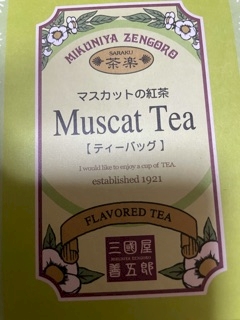 MIKUNIYA ZENGORO
SARAKU
茶楽
マスカットの紅茶
Muscat Tea
【ティーバッグ】
I would like to enjoy a cup of TEA.
established 1921
FLAVORED TEA
三國屋
善五郎
MIKUNIYA ZENGORO